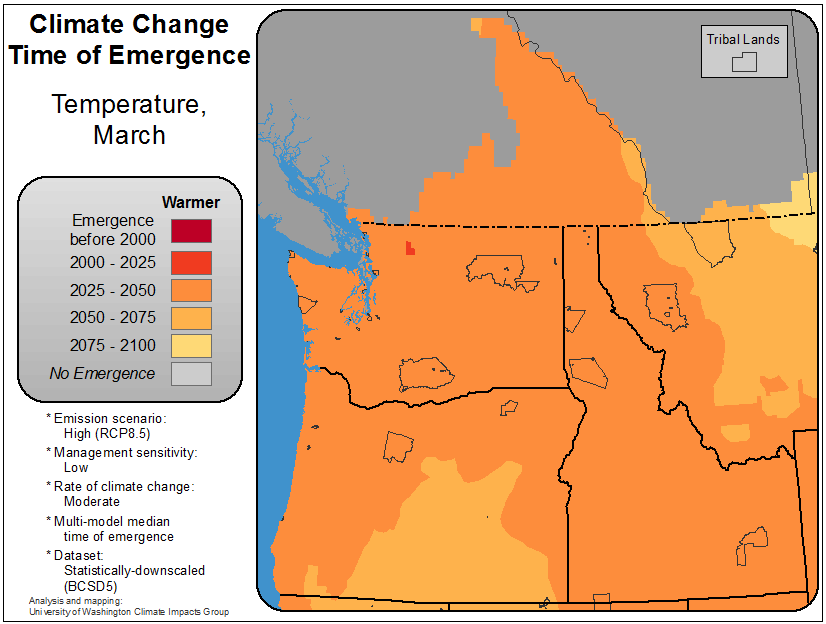 Climate Change
Time of Emergence
Temperature,
March
Warmer
Emergence
before 2000
2000 - 2025
2025 - 2050
2050 - 2075
2075 - 2100
No Emergence
* Emission scenario:
High (RCP8.5)
* Management sensitivity:
Low
* Rate of climate change:
Moderate
* Multi-model median
time of emergence
* Dataset:
Statistically-downscaled
(BCSD5)
Analysis and mapping:
University of Washington Climate Impacts Group
Tribal Lands